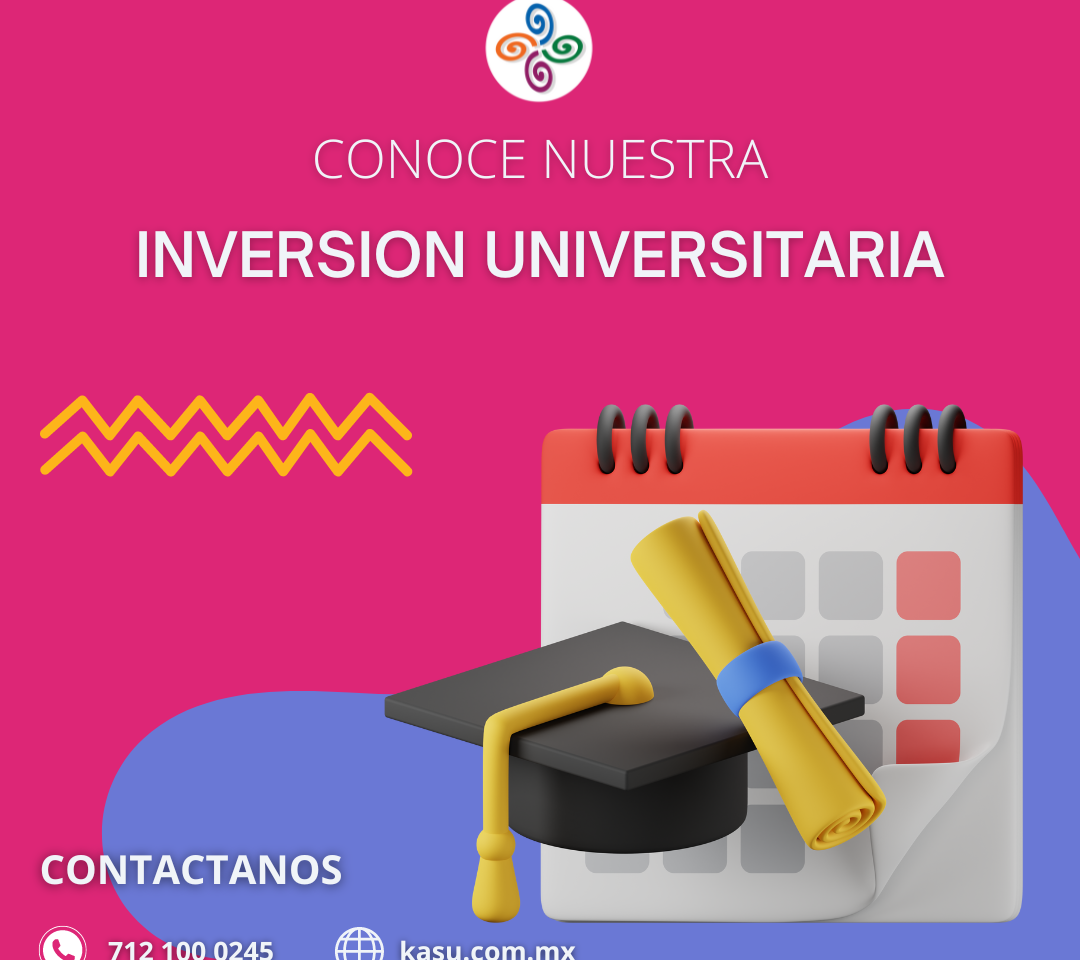 CONOCE NUESTRA
INVERSION UNIVERSITARIA
CONTACTANOS
712 100 0245
kasu.com.mx